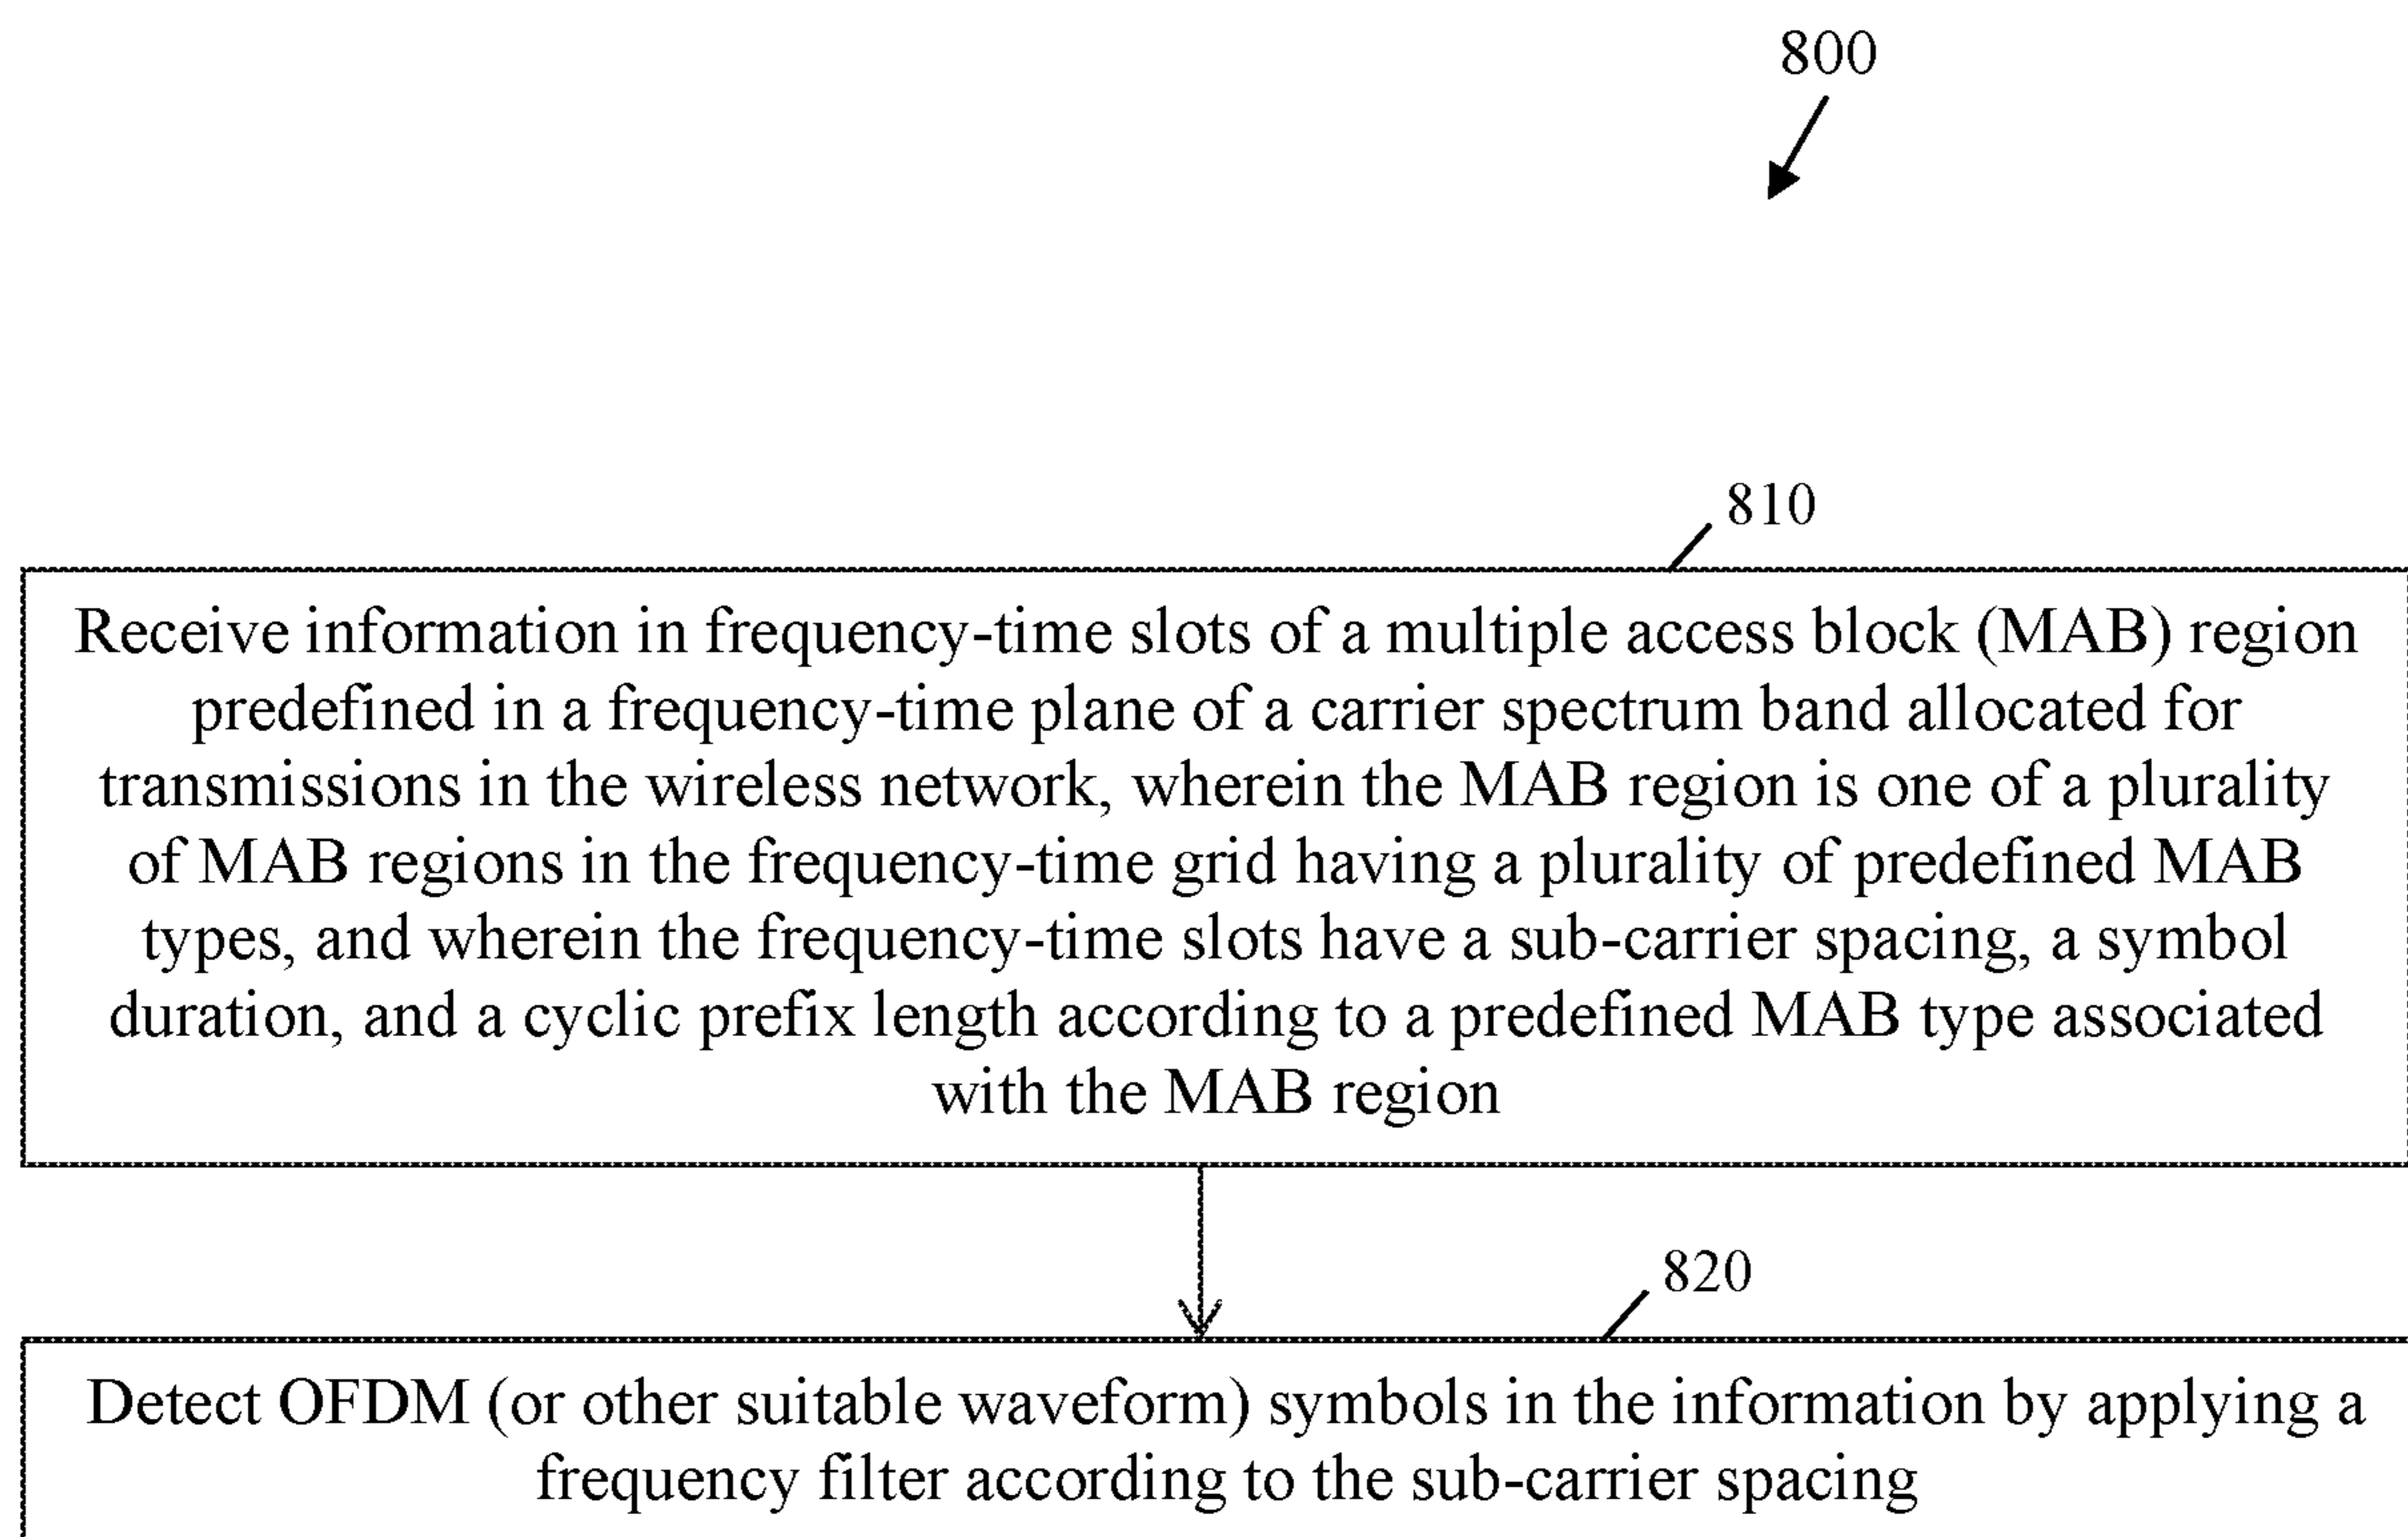 800
810
Receive information in frequency-time slots of a multiple access block (MAB) region
predefined in a frequency-time plane of a carrier spectrum band allocated for
transmissions in the wireless network, wherein the MAB region is one of a plurality
of MAB regions in the frequency-time grid having a plurality of predefined MAB
types, and wherein the frequency-time slots have a sub-carrier spacing, a symbol
duration, and a cyclic prefix length according to a predefined MAB type associated
with the MAB region
820
Detect OFDM (or other suitable waveform) symbols in the information by applying a
frequency filter according to the sub-carrier spacing